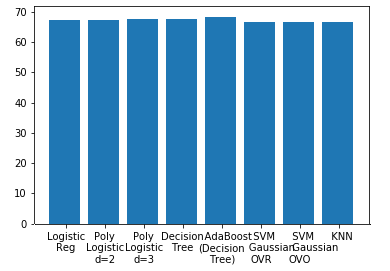 70
60
50
40
30
20
10
0
Logistic
Reg
Poly
Logistic
d=2
Poly
Logistic
d=3
Decision
Tree
AdaBoost
(Decision
Tree)
SVM
Gaussian
OVR
SVM
Gaussian
OVO
KNN